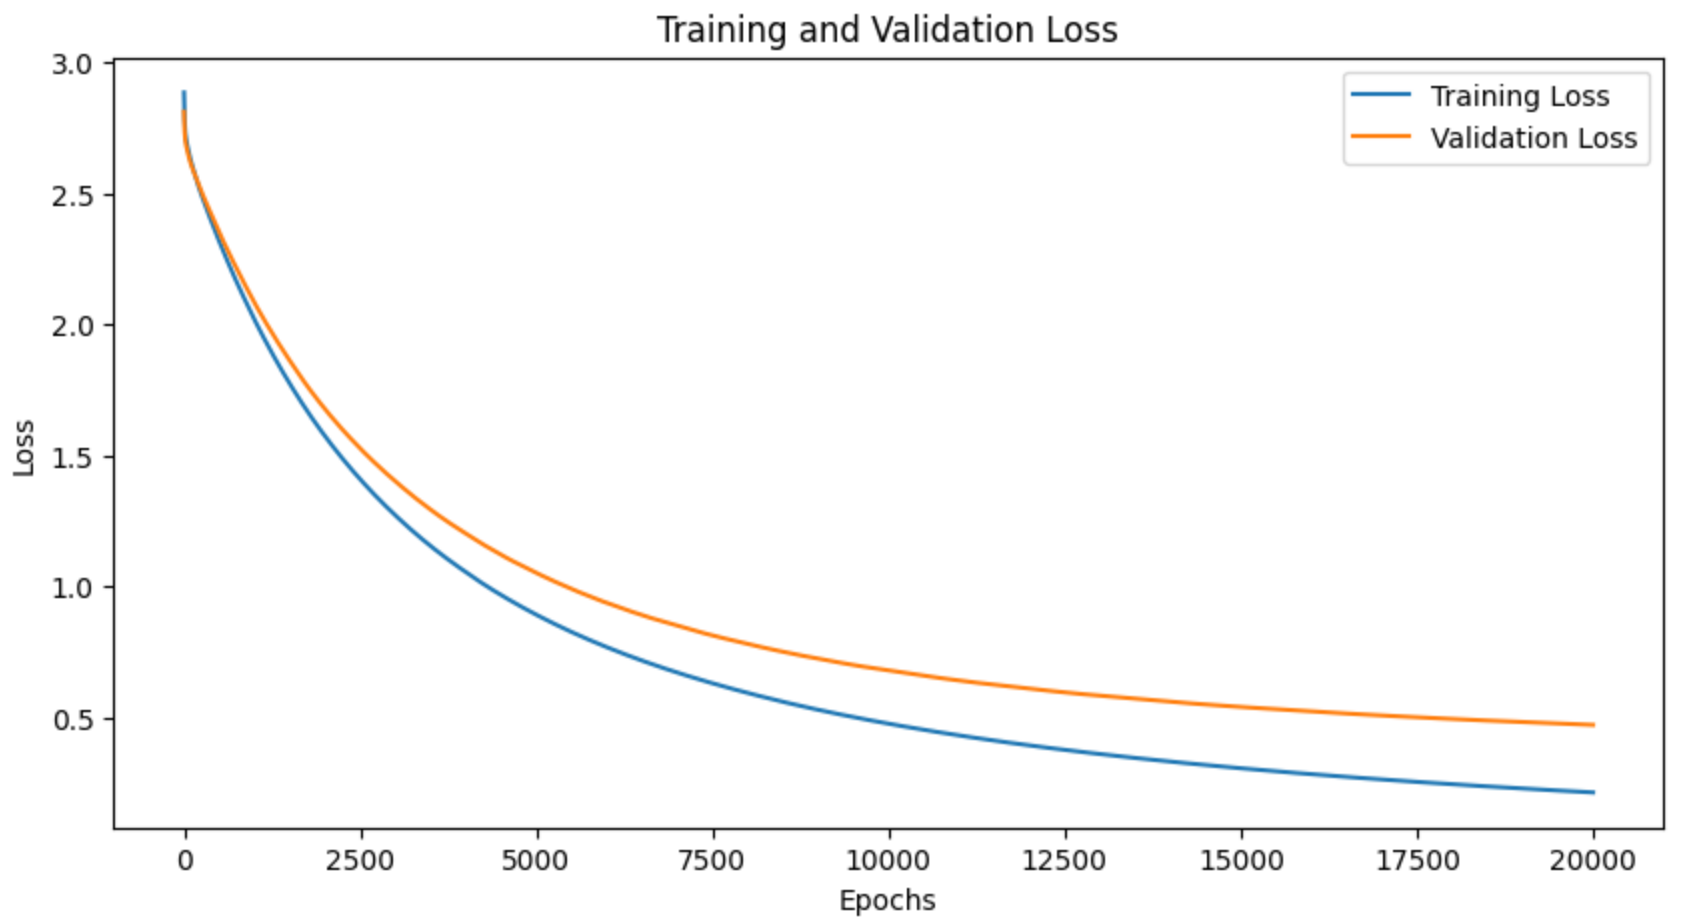 Training and Validation Loss
Training Loss
Validation Loss
3.0
2.5
2.0
1.5
1.0
0.5
Loss
0 2500 5000 7500 10000 12500 15000 17500 20000
Epochs